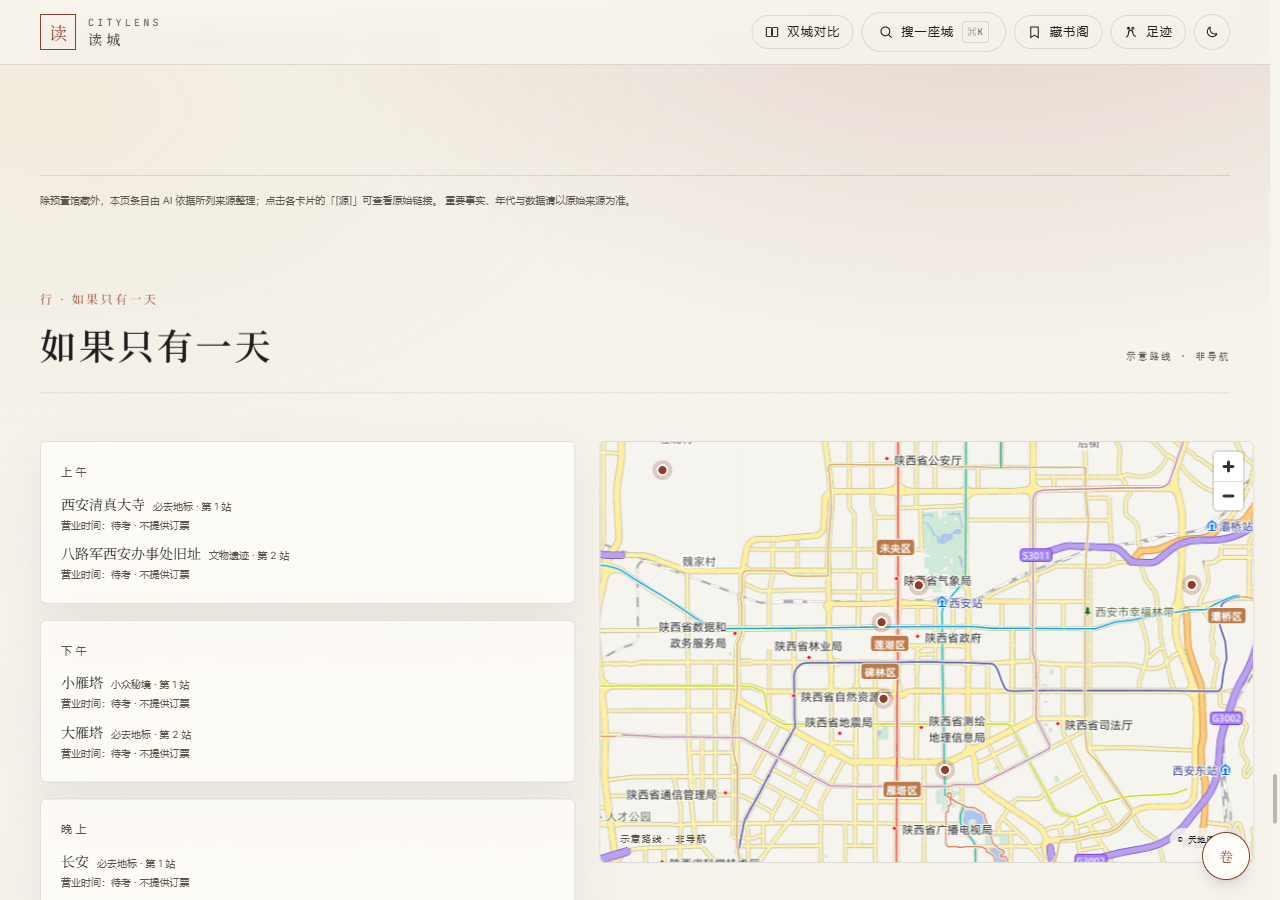 读
CITYLENS
读城
双城对比
搜一座城 ⌘K
藏书阁
足迹
除预置馆藏外，本页条目由 AI 依据所列来源整理；点击各卡片的「[源]」可查看原始链接。 重要事实、年代与数据请以原始来源为准。
行 · 如果只有一天
如果只有一天
示意路线 · 非导航
上午
西安清真大寺 必去地标 · 第 1 站
营业时间：待考 · 不提供订票
八路军西安办事处旧址 文物遗迹 · 第 2 站
营业时间：待考 · 不提供订票
下午
小雁塔 小众秘境 · 第 1 站
营业时间：待考 · 不提供订票
大雁塔 必去地标 · 第 2 站
营业时间：待考 · 不提供订票
晚上
长安 必去地标 · 第 1 站
营业时间：待考 · 不提供订票
后街
陕西省公安厅
+
−
灞桥站
未央区
S3011
魏家村
陕西省气象局
西安站
西安市幸福林带
灞桥区
陕西省数据和
政务服务局
陕西省林业局
莲湖区
陕西省政府
碑林区
陕西省自然资源
陕西省地震局
陕西省测绘
地理信息局
陕西省司法厅
G3002
西安东站
雁塔区
陕西省通信管理局
人才公园
陕西省广播电视局
示意路线 · 非导航
© 天地
卷